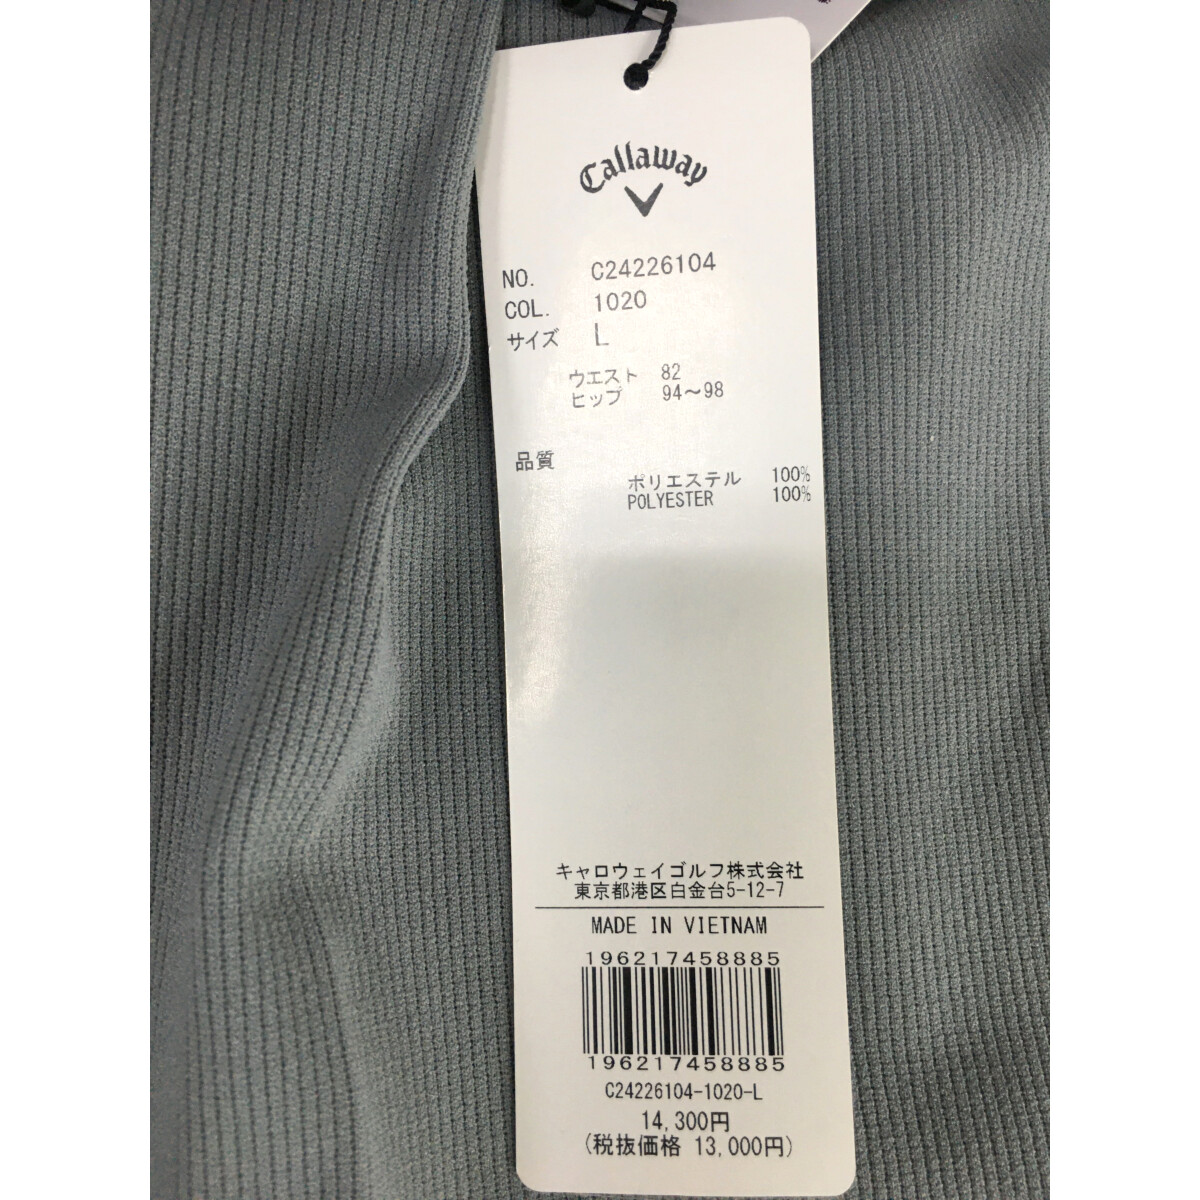 Callaway
NO. C24226104
COL. 1020
サイズ L
ウエスト 82
ヒップ 94～98
品質
ポリエステル 100%
POLYESTER 100%
キャロウェイゴルフ株式会社
東京都港区白金台5-12-7
MADE IN VIETNAM
196217458885
196217458885
C24226104-1020-L
14,300円
(税抜価格 13,000円)